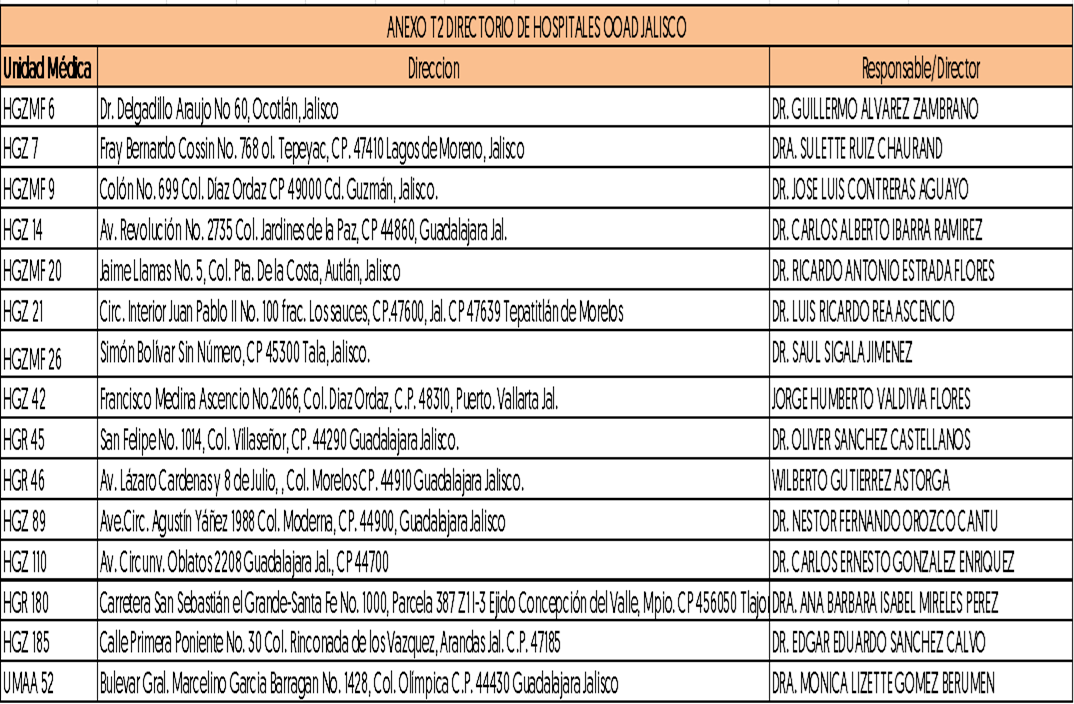 ANEXO T2 DIRECTORIO DE HOSPITALES OOAD JALISCO
Unidad Médica Direccion Responsable/Director
HGZMF 6 Dr. Delgadillo Araujo No 60, Ocotlán, Jalisco DR. GUILLERMO ALVAREZ ZAMBRANO
HGZ 7 Fray Bernardo Cossin No. 768 ol. Tepeyac, CP. 47410 Lagos de Moreno, Jalisco DRA. SULETTE RUIZ CHAURAND
HGZMF 9 Colón No. 699 Col. Díaz Ordaz CP 49000 Cd. Guzmán, Jalisco. DR. JOSE LUIS CONTRERAS AGUAYO
HGZ 14 Av. Revolución No. 2735 Col. Jardines de la Paz, CP 44860, Guadalajara Jal. DR. CARLOS ALBERTO IBARRA RAMIREZ
HGZMF 20 Jaime Llamas No. 5, Col. Pta. De la Costa, Autlán, Jalisco DR. RICARDO ANTONIO ESTRADA FLORES
HGZ 21 Circ. Interior Juan Pablo II No. 100 frac. Los sauces, CP.47600, Jal. CP 47639 Tepatitlán de Morelos DR. LUIS RICARDO REA ASCENCIO
HGZMF 26 Simón Bolívar Sin Número, CP 45300 Tala, Jalisco. DR. SAUL SIGALA JIMENEZ
HGZ 42 Francisco Medina Ascencio No.2066, Col. Diaz Ordaz, C.P. 48310, Puerto. Vallarta Jal. JORGE HUMBERTO VALDIVIA FLORES
HGR 45 San Felipe No. 1014, Col. Villaseñor, CP. 44290 Guadalajara Jalisco. DR. OLIVER SANCHEZ CASTELLANOS
HGR 46 Av. Lázaro Cardenas y 8 de Julio, , Col. Morelos CP. 44910 Guadalajara Jalisco. WILBERTO GUTIERREZ ASTORGA
HGZ 89 Ave.Circ. Agustín Yáñez 1988 Col. Moderna, CP. 44900, Guadalajara Jalisco DR. NESTOR FERNANDO OROZCO CANTU
HGZ 110 Av. Circunv. Oblatos 2208 Guadalajara Jal., CP 44700 DR. CARLOS ERNESTO GONZALEZ ENRIQUEZ
HGR 180 Carretera San Sebastián el Grande-Santa Fe No. 1000, Parcela 387 Z1 I-3 Ejido Concepción del Valle, Mpio. CP 456050 Tlajo DRA. ANA BARBARA ISABEL MIRELES PEREZ
HGZ 185 Calle Primera Poniente No. 30 Col. Rinconada de los Vazquez, Arandas Jal. C.P. 47185 DR. EDGAR EDUARDO SANCHEZ CALVO
UMAA 52 Bulevar Gral. Marcelino Garcia Barragan No. 1428, Col. Olímpica C.P. 44430 Guadalajara Jalisco DRA. MONICA LIZETTE GOMEZ BERUMEN